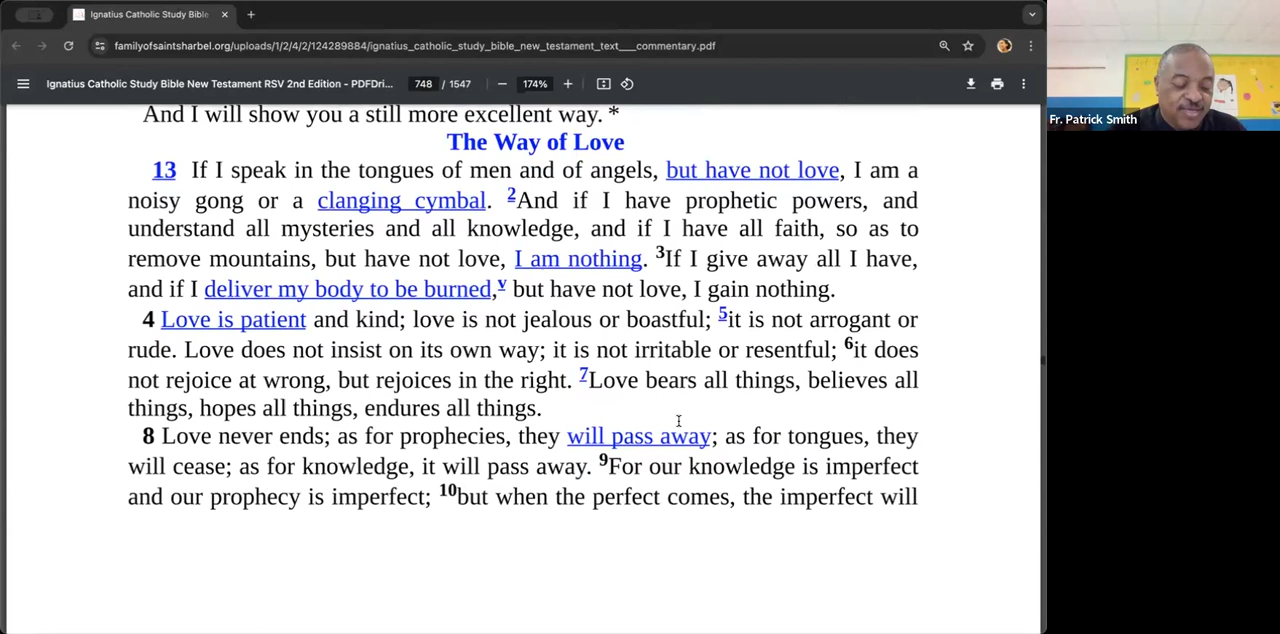 Ignatius Catholic Study Bible
familyofsaintsharbel.org/uploads/1/2/4/2/124289884/ignatius_catholic_study_bible_new_testament_text___commentary.pdf
Ignatius Catholic Study Bible New Testament RSV 2nd Edition - PDFDri... 748 / 1547 174%
Fr. Patrick Smith
And I will show you a still more excellent way. *
The Way of Love
13 If I speak in the tongues of men and of angels, but have not love, I am a
noisy gong or a clanging cymbal. 2And if I have prophetic powers, and
understand all mysteries and all knowledge, and if I have all faith, so as to
remove mountains, but have not love, I am nothing. 3If I give away all I have,
and if I deliver my body to be burned,v but have not love, I gain nothing.
4 Love is patient and kind; love is not jealous or boastful; 5it is not arrogant or
rude. Love does not insist on its own way; it is not irritable or resentful; 6it does
not rejoice at wrong, but rejoices in the right. 7Love bears all things, believes all
things, hopes all things, endures all things.
8 Love never ends; as for prophecies, they will pass away; as for tongues, they
will cease; as for knowledge, it will pass away. 9For our knowledge is imperfect
and our prophecy is imperfect; 10but when the perfect comes, the imperfect will